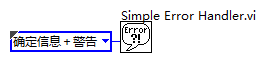 Simple Error Handler.vi
确定信息+警告
Error
?!